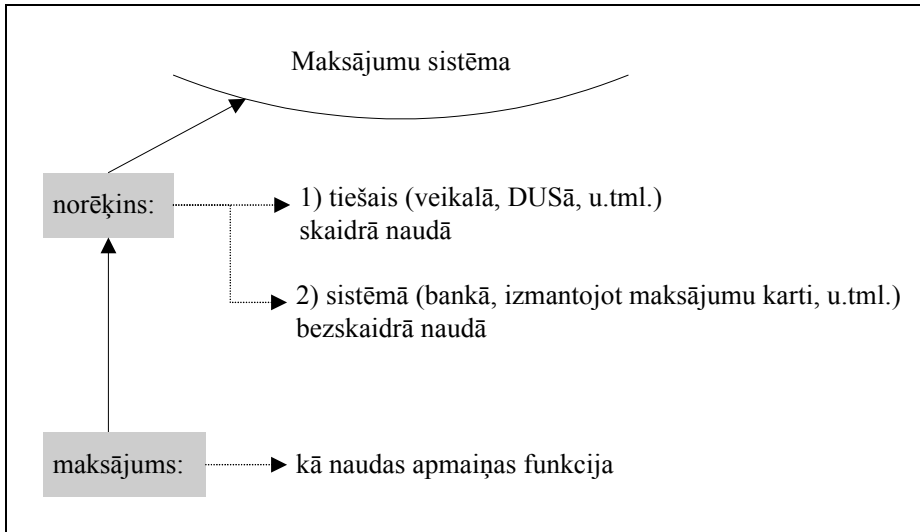 Maksājumu sistēma
norēķins:
1) tiešais (veikalā, DUSā, u.tml.)
skaidrā naudā
2) sistēmā (bankā, izmantojot maksājumu karti, u.tml.)
bezskaidrā naudā
maksājums:
kā naudas apmaiņas funkcija